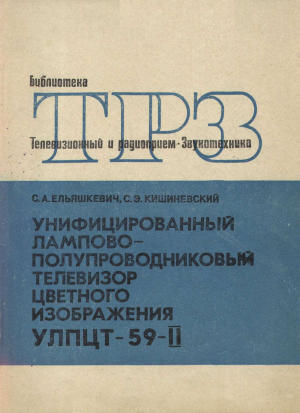 Библиотека
ТРЗ
Телевизионный и радиоприем · Звукотехника
С.А.ЕЛЬЯШКЕВИЧ, С.Э.КИШИНЕВСКИЙ
УНИФИЦИРОВАННЫЙ
ЛАМПОВО-
ПОЛУПРОВОДНИКОВЫЙ
ТЕЛЕВИЗОР
ЦВЕТНОГО
ИЗОБРАЖЕНИЯ
УЛПЦТ-59-II